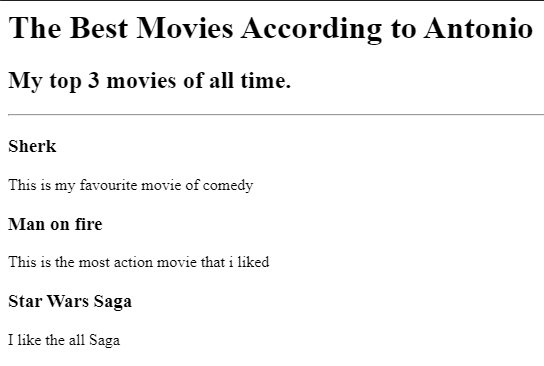 The Best Movies According to Antonio
My top 3 movies of all time.
Sherk
This is my favourite movie of comedy
Man on fire
This is the most action movie that i liked
Star Wars Saga
I like the all Saga